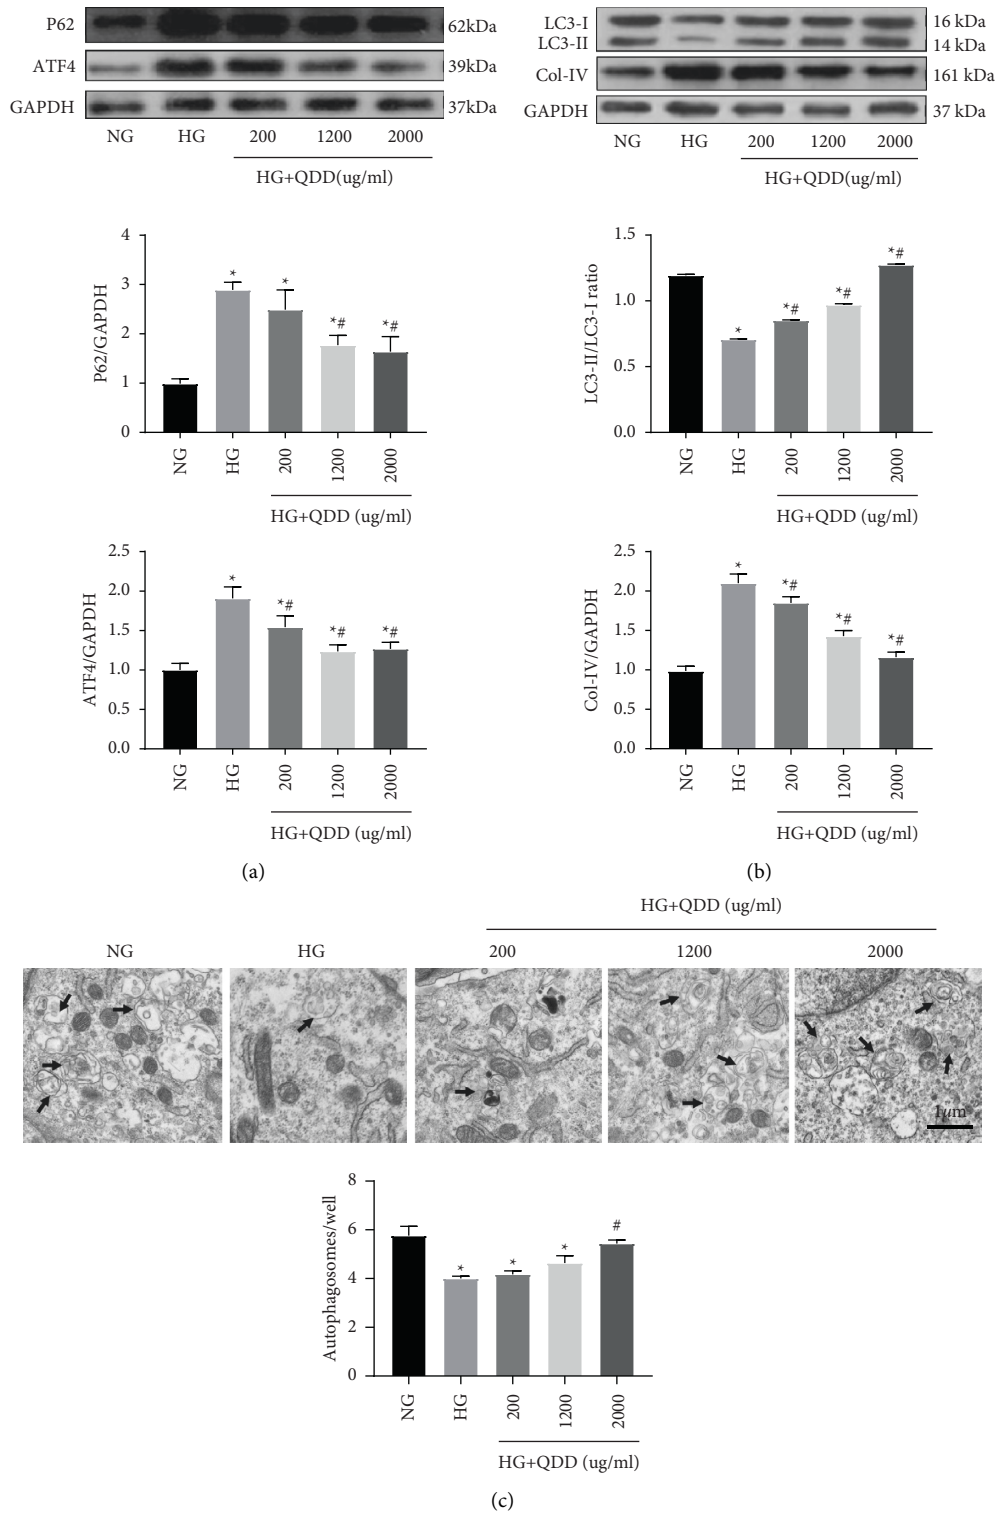 P62
62kDa
ATF4
39kDa
GAPDH
37kDa
NG HG 200 1200 2000
HG+QDD(ug/ml)
LC3-I
16 kDa
LC3-II
14 kDa
Col-IV
161 kDa
GAPDH
37 kDa
NG HG 200 1200 2000
HG+QDD(ug/ml)
P62/GAPDH
4
3
2
1
0
* * *# *#
NG HG 200 1200 2000
HG+QDD (ug/ml)
LC3-II/LC3-I ratio
1.5
1.0
0.5
0.0
* *# *# *#
NG HG 200 1200 2000
HG+QDD (ug/ml)
ATF4/GAPDH
2.5
2.0
1.5
1.0
0.5
0.0
* *# *# *#
NG HG 200 1200 2000
HG+QDD (ug/ml)
(a)
Col-IV/GAPDH
2.5
2.0
1.5
1.0
0.5
0.0
* *# *# *#
NG HG 200 1200 2000
HG+QDD (ug/ml)
(b)
HG+QDD (ug/ml)
NG HG 200 1200 2000
1μm
Autophagosomes/well
8
6
4
2
0
* * * #
NG HG 200 1200 2000
HG+QDD (ug/ml)
(c)